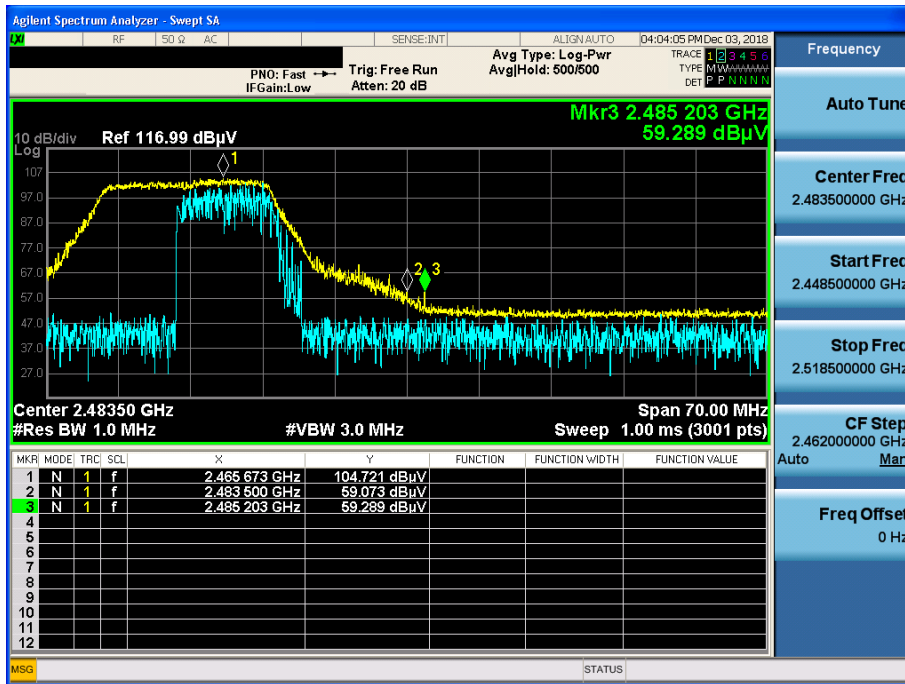 Agilent Spectrum Analyzer - Swept SA
LXI RF 50 Ω AC SENSE:INT ALIGN AUTO 04:04:05 PM Dec 03, 2018
PNO: Fast Trig: Free Run Avg Type: Log-Pwr TRACE 1 2 3 4 5 6
IFGain:Low Atten: 20 dB Avg|Hold: 500/500 TYPE M W
DET P P N N N N
Mkr3 2.485 203 GHz
59.289 dBµV
10 dB/div Ref 116.99 dBµV
Log
107
97.0
87.0
77.0
67.0
57.0
47.0
37.0
27.0
1
2
3
Center 2.48350 GHz Span 70.00 MHz
#Res BW 1.0 MHz #VBW 3.0 MHz Sweep 1.00 ms (3001 pts)
MKR MODE TRC SCL X Y FUNCTION FUNCTION WIDTH FUNCTION VALUE
1 N 1 f 2.465 673 GHz 104.721 dBµV
2 N 1 f 2.483 500 GHz 59.073 dBµV
3 N 1 f 2.485 203 GHz 59.289 dBµV
4
5
6
7
8
9
10
11
12
MSG STATUS
Frequency
Auto Tune
Center Freq
2.483500000 GHz
Start Freq
2.448500000 GHz
Stop Freq
2.518500000 GHz
CF Step
2.462000000 GHz
Auto Man
Freq Offset
0 Hz